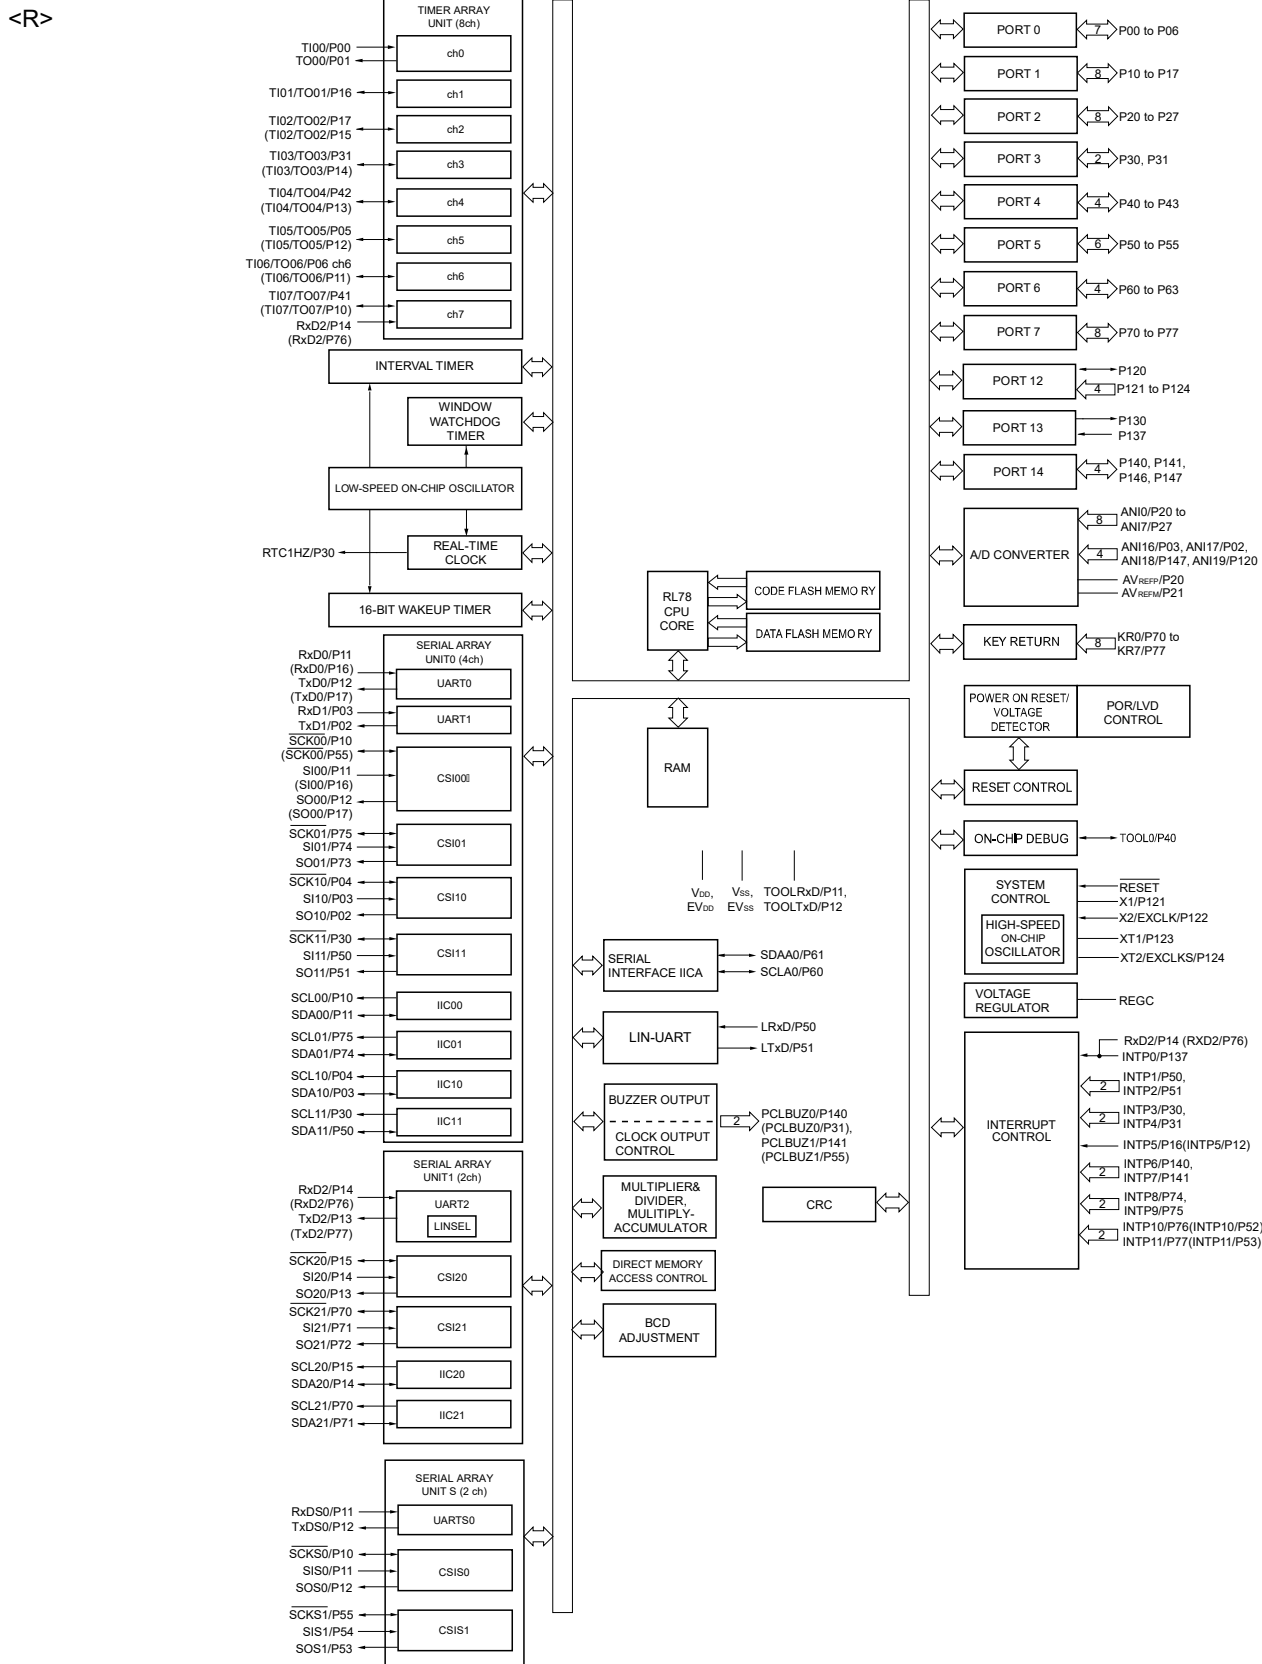 <R>
TIMER ARRAY
UNIT (8ch)
TI00/P00
TO00/P01
ch0
TI01/TO01/P16
ch1
TI02/TO02/P17
(TI02/TO02/P15
ch2
TI03/TO03/P31
(TI03/TO03/P14)
ch3
TI04/TO04/P42
(TI04/TO04/P13)
ch4
TI05/TO05/P05
(TI05/TO05/P12)
ch5
TI06/TO06/P06 ch6
(TI06/TO06/P11)
ch6
TI07/TO07/P41
(TI07/TO07/P10)
RxD2/P14
(RxD2/P76)
ch7
INTERVAL TIMER
WINDOW
WATCHDOG
TIMER
LOW-SPEED ON-CHIP OSCILLATOR
RTC1HZ/P30
REAL-TIME
CLOCK
16-BIT WAKEUP TIMER
SERIAL ARRAY
UNIT0 (4ch)
RxD0/P11
(RxD0/P16)
TxD0/P12
(TxD0/P17)
UART0
RxD1/P03
TxD1/P02
UART1
SCK00/P10
(SCK00/P55)
SI00/P11
(SI00/P16)
SO00/P12
(SO00/P17)
CSI00
SCK01/P75
SI01/P74
SO01/P73
CSI01
SCK10/P04
SI10/P03
SO10/P02
CSI10
SCK11/P30
SI11/P50
SO11/P51
CSI11
SCL00/P10
SDA00/P11
IIC00
SCL01/P75
SDA01/P74
IIC01
SCL10/P04
SDA10/P03
IIC10
SCL11/P30
SDA11/P50
IIC11
SERIAL ARRAY
UNIT1 (2ch)
RxD2/P14
(RxD2/P76)
TxD2/P13
(TxD2/P77)
UART2
LINSEL
SCK20/P15
SI20/P14
SO20/P13
CSI20
SCK21/P70
SI21/P71
SO21/P72
CSI21
SCL20/P15
SDA20/P14
IIC20
SCL21/P70
SDA21/P71
IIC21
SERIAL ARRAY
UNIT S (2 ch)
RxDS0/P11
TxDS0/P12
UARTS0
SCKS0/P10
SIS0/P11
SOS0/P12
CSIS0
SCKS1/P55
SIS1/P54
SOS1/P53
CSIS1
RL78
CPU
CORE
CODE FLASH MEMO RY
DATA FLASH MEMO RY
RAM
VDD,
EVDD
VSS,
EVSS
TOOLRxD/P11,
TOOLTxD/P12
SERIAL
INTERFACE IICA
SDAA0/P61
SCLA0/P60
LIN-UART
LRxD/P50
LTxD/P51
BUZZER OUTPUT
CLOCK OUTPUT
CONTROL
2
PCLBUZ0/P140
(PCLBUZ0/P31),
PCLBUZ1/P141
(PCLBUZ1/P55)
MULTIPLIER&
DIVIDER,
MULITIPLY-
ACCUMULATOR
CRC
DIRECT MEMORY
ACCESS CONTROL
BCD
ADJUSTMENT
PORT 0
7
P00 to P06
PORT 1
8
P10 to P17
PORT 2
8
P20 to P27
PORT 3
2
P30, P31
PORT 4
4
P40 to P43
PORT 5
6
P50 to P55
PORT 6
4
P60 to P63
PORT 7
8
P70 to P77
PORT 12
P120
4
P121 to P124
PORT 13
P130
P137
PORT 14
4
P140, P141,
P146, P147
A/D CONVERTER
8
ANI0/P20 to
ANI7/P27
4
ANI16/P03, ANI17/P02,
ANI18/P147, ANI19/P120
AVREFP/P20
AVREFM/P21
KEY RETURN
8
KR0/P70 to
KR7/P77
POWER ON RESET/
VOLTAGE
DETECTOR
POR/LVD
CONTROL
RESET CONTROL
ON-CHIP DEBUG
TOOL0/P40
SYSTEM
CONTROL
HIGH-SPEED
ON-CHIP
OSCILLATOR
RESET
X1/P121
X2/EXCLK/P122
XT1/P123
XT2/EXCLKS/P124
VOLTAGE
REGULATOR
REGC
INTERRUPT
CONTROL
RxD2/P14 (RXD2/P76)
INTP0/P137
2
INTP1/P50,
INTP2/P51
2
INTP3/P30,
INTP4/P31
INTP5/P16(INTP5/P12)
2
INTP6/P140,
INTP7/P141
2
INTP8/P74,
INTP9/P75
2
INTP10/P76(INTP10/P52)
INTP11/P77(INTP11/P53)